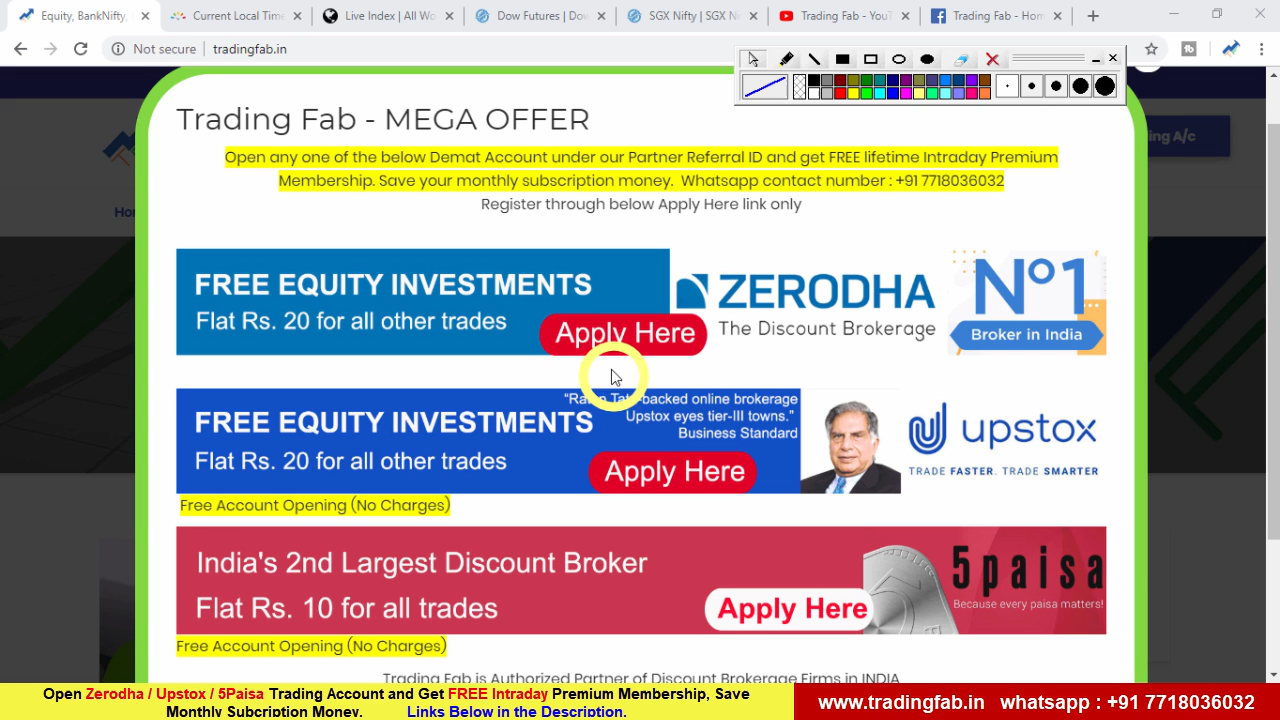 Equity, BankNifty,
Current Local Time
Live Index | All Wo
Dow Futures | Dow
SGX Nifty | SGX N
Trading Fab - YouT
Trading Fab - Hom
Not secure
tradingfab.in
Trading Fab - MEGA OFFER
ing A/c
Open any one of the below Demat Account under our Partner Referral ID and get FREE lifetime Intraday Premium
Membership. Save your monthly subscription money. Whatsapp contact number : +91 7718036032
Register through below Apply Here link only
Hor
FREE EQUITY INVESTMENTS
Flat Rs. 20 for all other trades
Apply Here
ZERODHA
The Discount Brokerage
Nº1
Broker in India
"Ratan Tata-backed online brokerage
Upstox eyes tier-III towns."
Business Standard
FREE EQUITY INVESTMENTS
Flat Rs. 20 for all other trades
Apply Here
upstox
TRADE FASTER. TRADE SMARTER
Free Account Opening (No Charges)
India's 2nd Largest Discount Broker
Flat Rs. 10 for all trades
Apply Here
5paisa
Because every paisa matters!
Free Account Opening (No Charges)
Trading Fab is Authorized Partner of Discount Brokerage Firms in INDIA
Open Zerodha / Upstox / 5Paisa Trading Account and Get FREE Intraday Premium Membership, Save
Monthly Subcription Money. Links Below in the Description.
www.tradingfab.in whatsapp : +91 7718036032